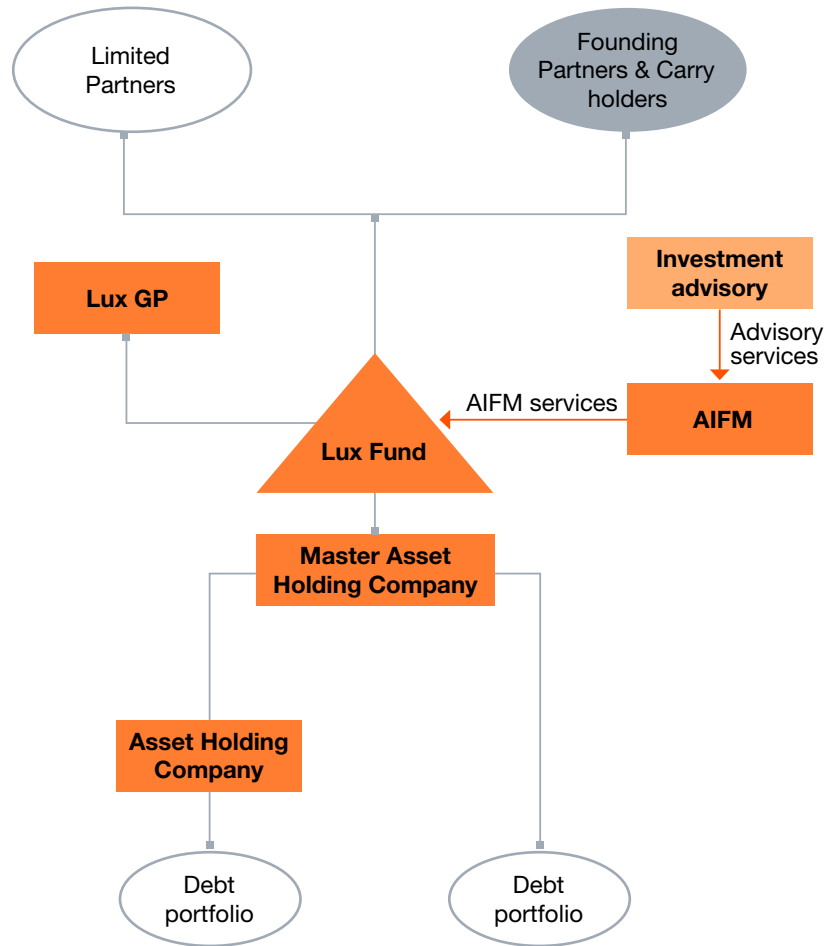 Limited
Partners
Founding
Partners & Carry
holders
Lux GP
Investment
advisory
Advisory
services
AIFM services
AIFM
Lux Fund
Master Asset
Holding Company
Asset Holding
Company
Debt
portfolio
Debt
portfolio